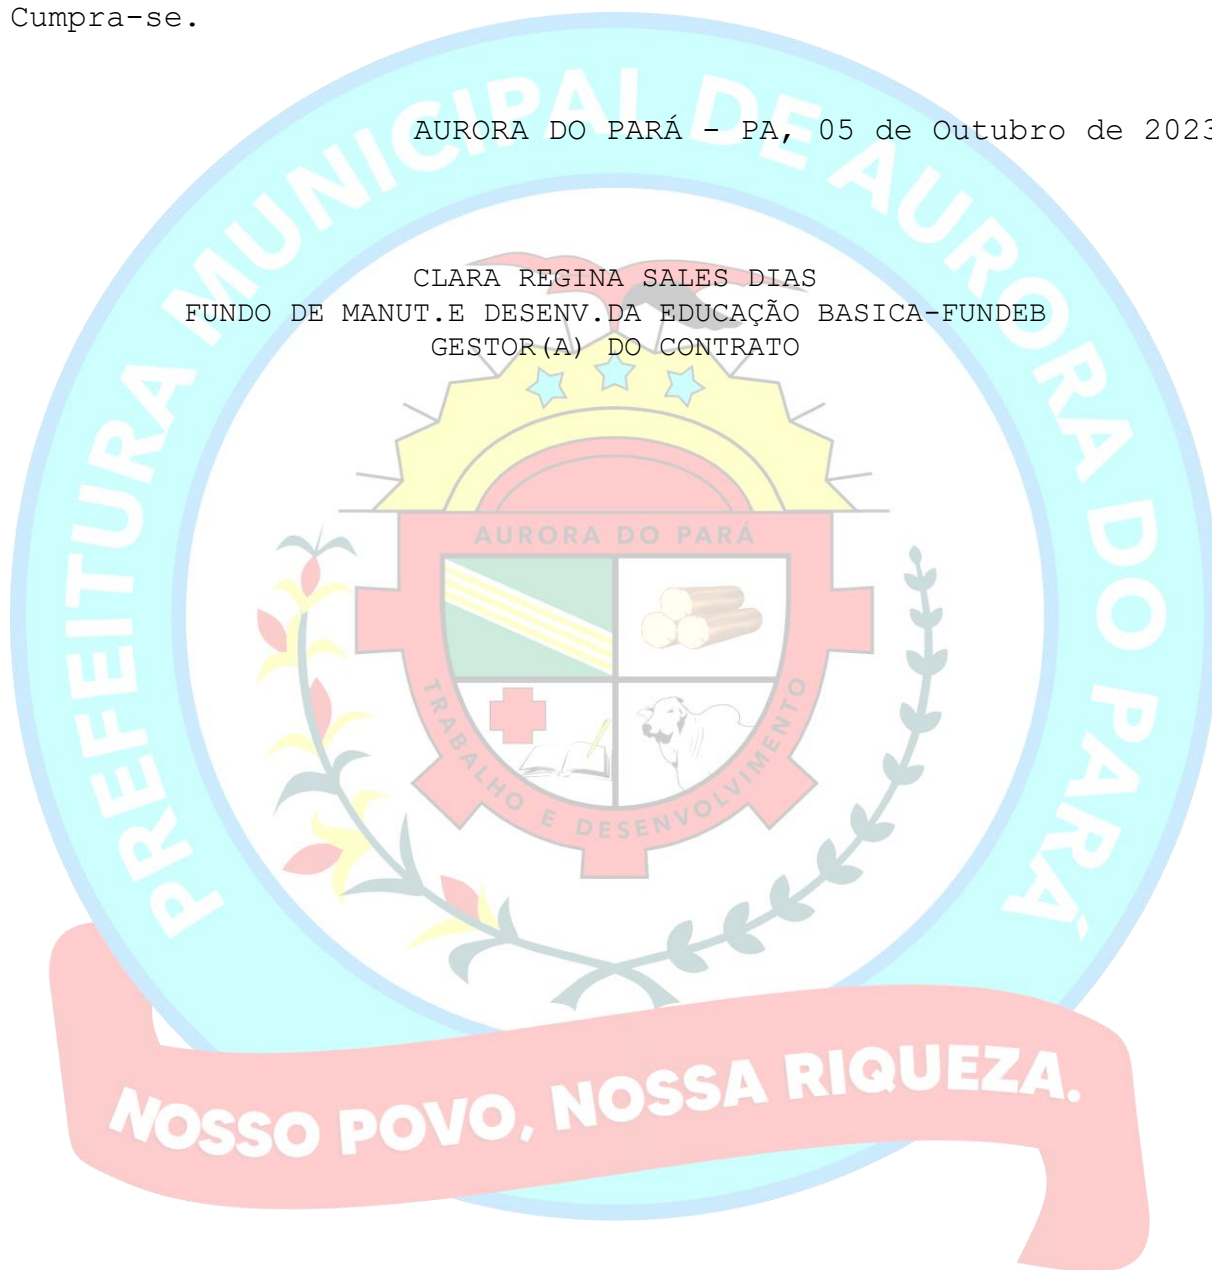 Cumpra-se.
AURORA DO PARÁ - PA, 05 de Outubro de 2023
CLARA REGINA SALES DIAS
FUNDO DE MANUT.E DESENV.DA EDUCAÇÃO BASICA-FUNDEB
GESTOR(A) DO CONTRATO
PREFEITURA MUNICIPAL DE AURORA DO PARÁ
AURORA DO PARÁ
TRABALHO E DESENVOLVIMENTO
NOSSO POVO, NOSSA RIQUEZA.